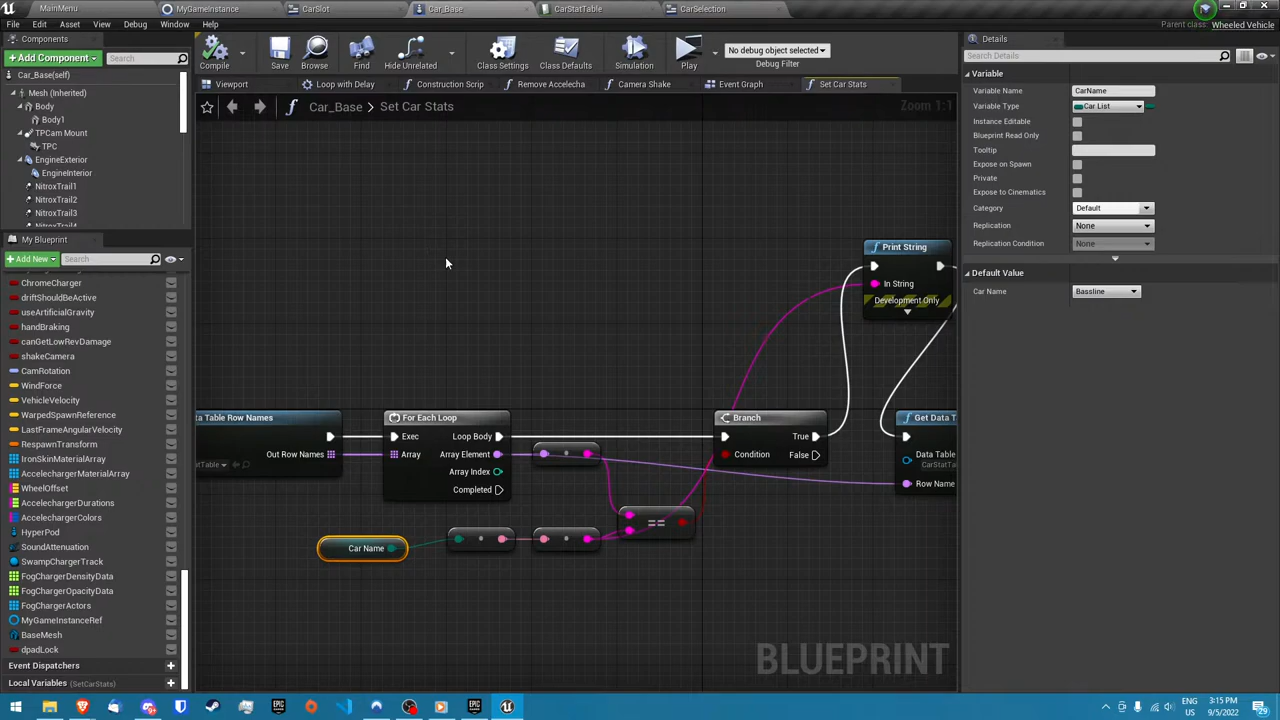 MainMenu
MyGameInstance
CarSlot
Car_Base
CarStatTable
CarSelection
File
Edit
Asset
View
Debug
Window
Help
Parent class: Wheeled Vehicle
Components
+ Add Component
Search
Car_Base(self)
Mesh (Inherited)
Body
Body1
TPCam Mount
TPC
EngineExterior
EngineInterior
NitroxTrail1
NitroxTrail2
NitroxTrail3
NitroxTrail4
My Blueprint
+ Add New
Search
ChromeCharger
driftShouldBeActive
useArtificialGravity
handBraking
canGetLowRevDamage
shakeCamera
CamRotation
WindForce
VehicleVelocity
WarpedSpawnReference
LastFrameAngularVelocity
RespawnTransform
IronSkinMaterialArray
AccelechargerMaterialArray
WheelOffset
AccelechargerDurations
AccelechargerColors
HyperPod
SoundAttenuation
SwampChargerTrack
FogChargerDensityData
FogChargerOpacityData
FogChargerActors
MyGameInstanceRef
BaseMesh
dpadLock
Event Dispatchers
Local Variables (SetCarStats)
Compile
Save
Browse
Find
Hide Unrelated
Class Settings
Class Defaults
Simulation
Play
No debug object selected
Debug Filter
Viewport
Loop with Delay
Construction Scrip
Remove Accelecha
Camera Shake
Event Graph
Set Car Stats
Car_Base > Set Car Stats
Zoom 1:1
Print String
In String
Development Only
ata Table Row Names
Out Row Names
tatTable
For Each Loop
Exec
Loop Body
Array
Array Element
Array Index
Completed
Branch
True
Condition
False
Get Data T
Data Table
CarStatTa
Row Name
==
Car Name
BLUEPRINT
Details
Search Details
Variable
Variable Name
CarName
Variable Type
Car List
Instance Editable
Blueprint Read Only
Tooltip
Expose on Spawn
Private
Expose to Cinematics
Category
Default
Replication
None
Replication Condition
None
Default Value
Car Name
Bassline
EPIC
EPIC
ENG
US
3:15 PM
9/5/2022
29